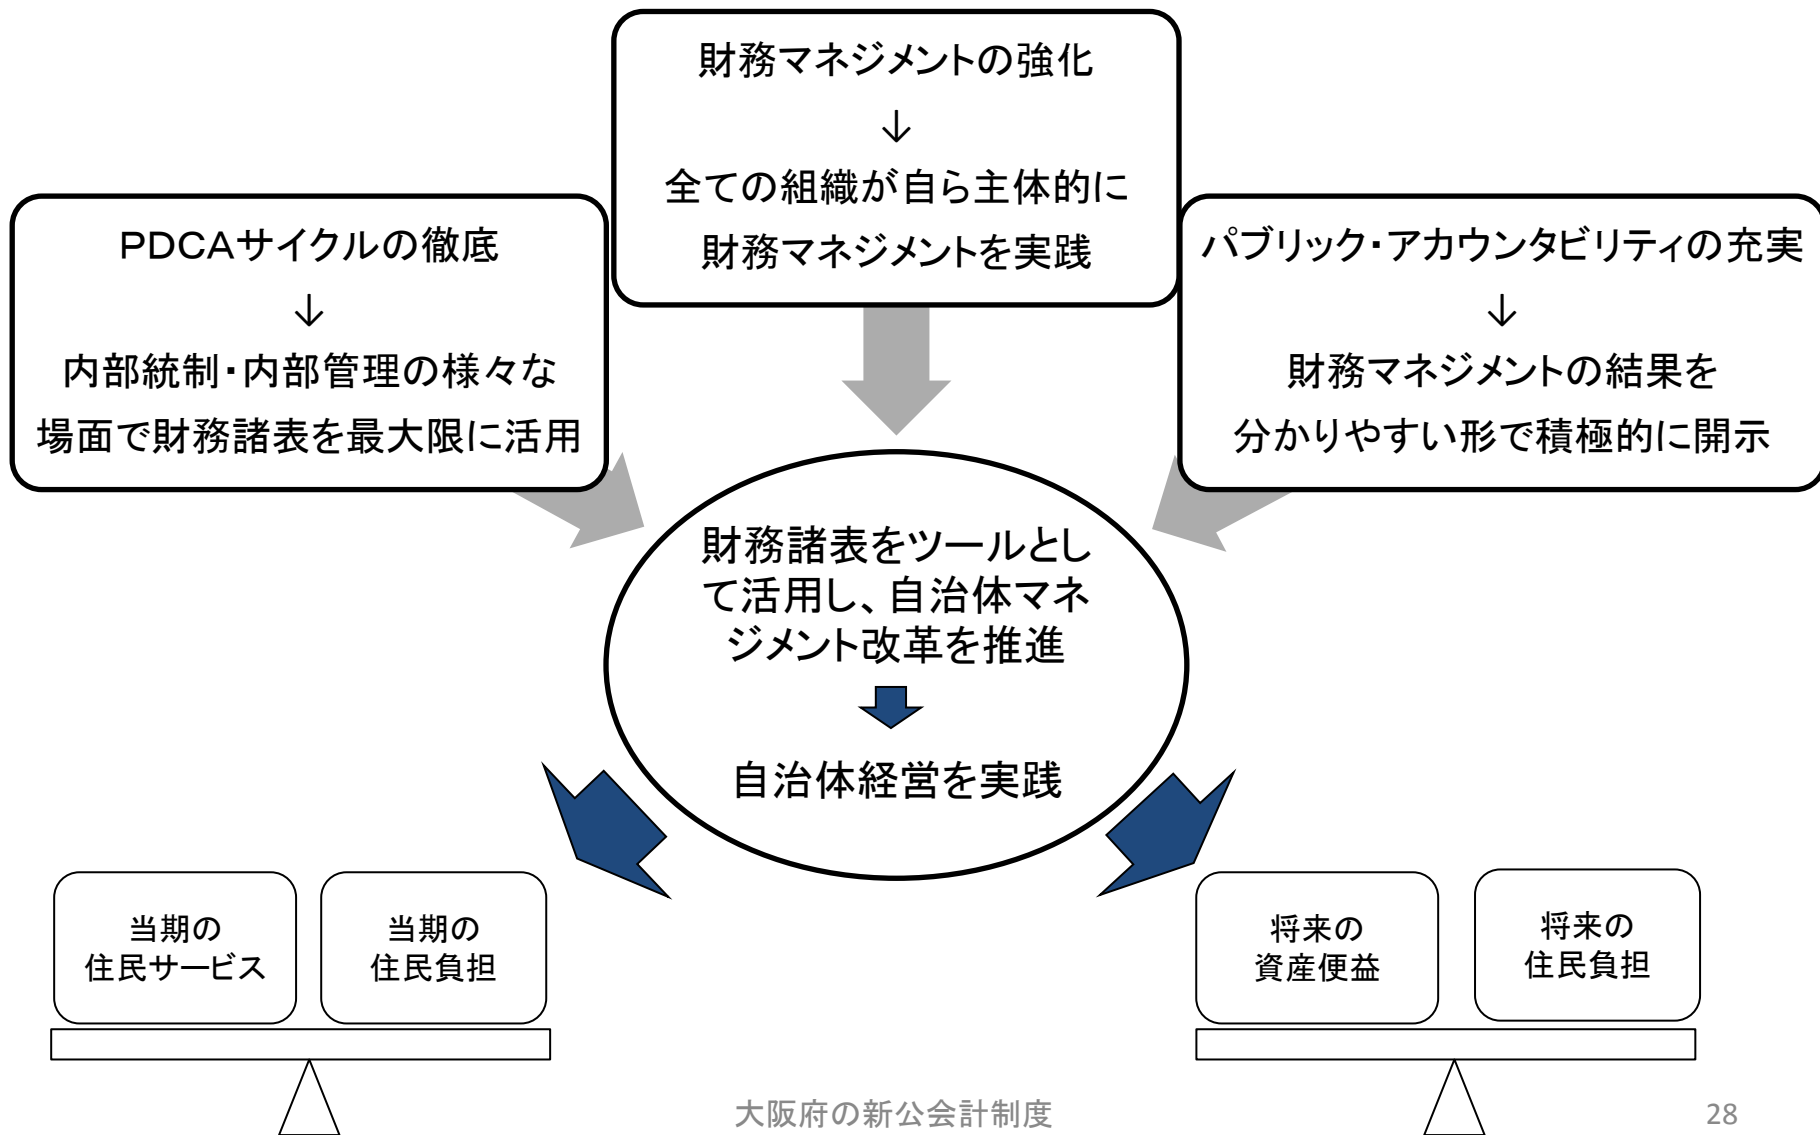 財務マネジメントの強化
↓
全ての組織が自ら主体的に
財務マネジメントを実践
PDCAサイクルの徹底
↓
内部統制・内部管理の様々な
場面で財務諸表を最大限に活用
パブリック・アカウンタビリティの充実
↓
財務マネジメントの結果を
分かりやすい形で積極的に開示
財務諸表をツールとし
て活用し、自治体マネ
ジメント改革を推進
自治体経営を実践
当期の
住民サービス
当期の
住民負担
将来の
資産便益
将来の
住民負担
大阪府の新公会計制度
28